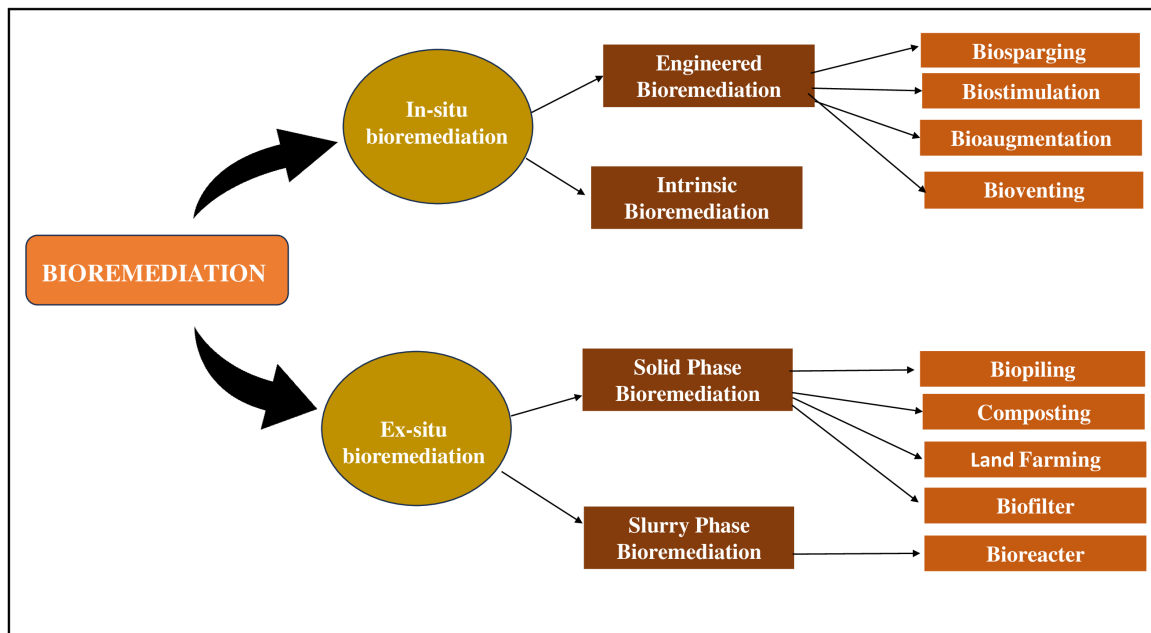 BIOREMEDIATION
In-situ
bioremediation
Engineered
Bioremediation
Biosparging
Biostimulation
Bioaugmentation
Bioventing
Intrinsic
Bioremediation
Ex-situ
bioremediation
Solid Phase
Bioremediation
Biopiling
Composting
Land Farming
Biofilter
Slurry Phase
Bioremediation
Bioreacter